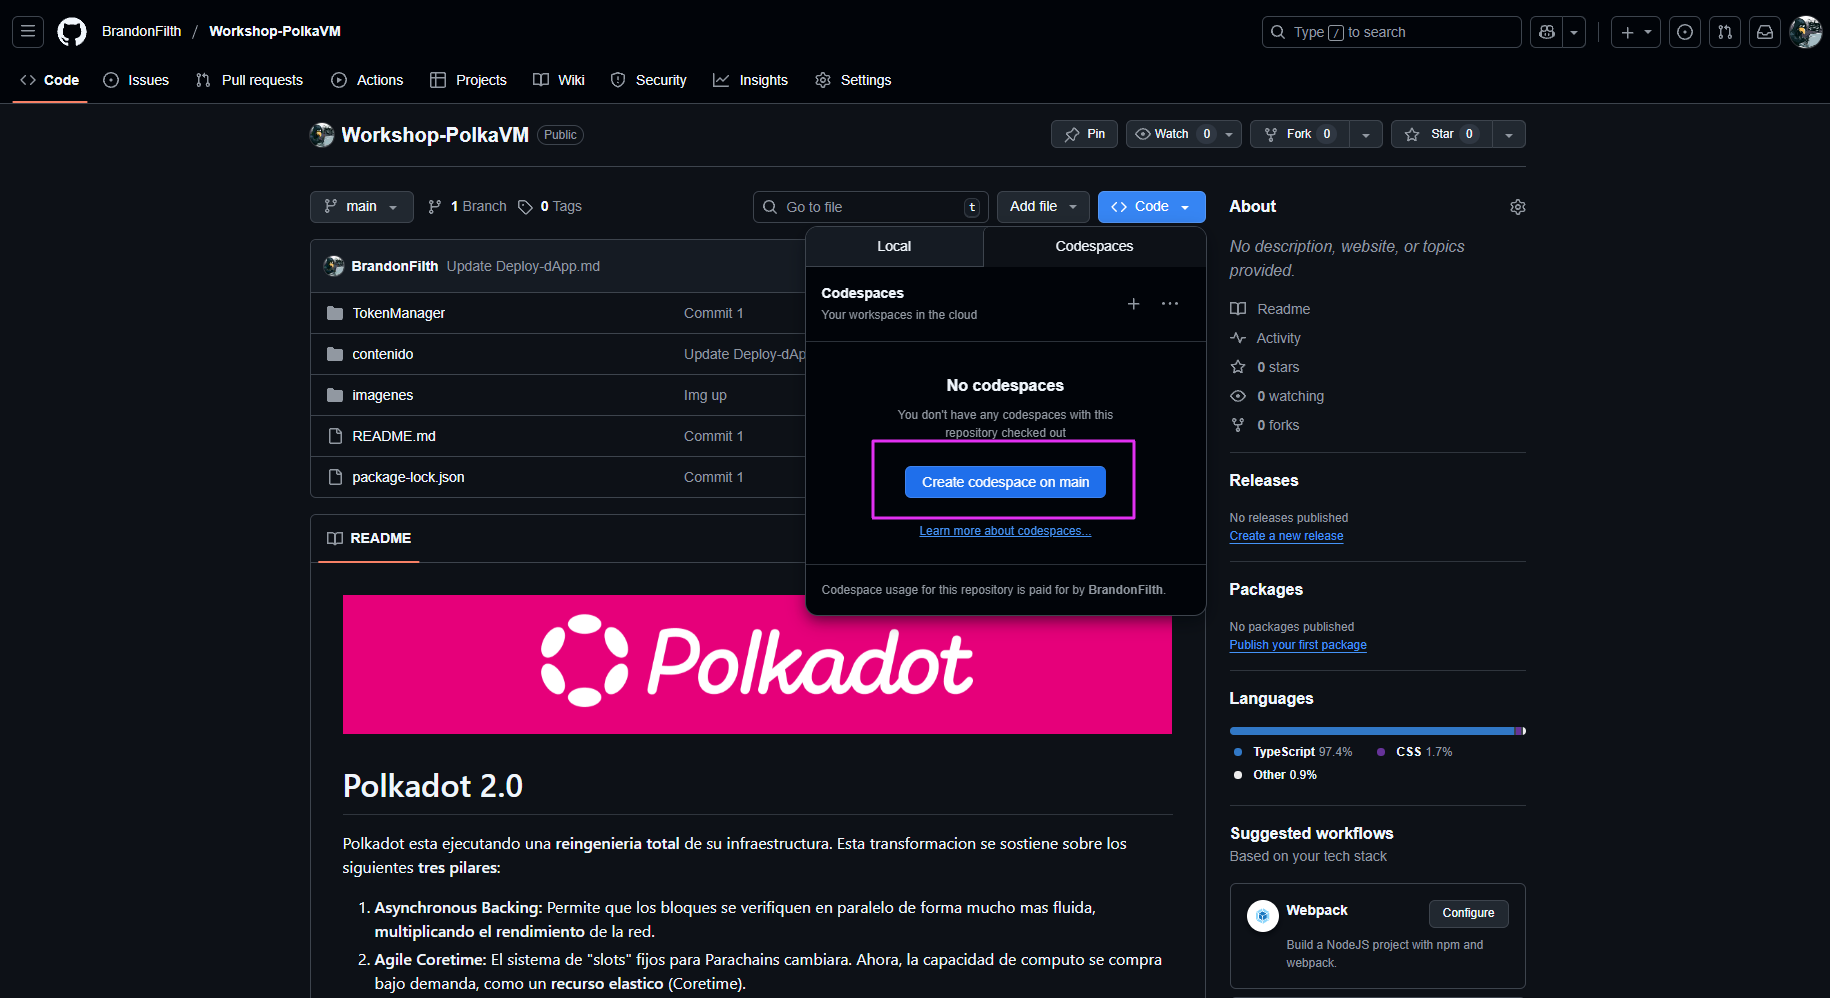 BrandonFilth / Workshop-PolkaVM
Type / to search
Code
Issues
Pull requests
Actions
Projects
Wiki
Security
Insights
Settings
Workshop-PolkaVM
Public
Pin
Watch 0
Fork 0
Star 0
main
1 Branch
0 Tags
Go to file
t
Add file
Code
Local
Codespaces
Codespaces
Your workspaces in the cloud
No codespaces
You don't have any codespaces with this
repository checked out
Create codespace on main
Learn more about codespaces...
Codespace usage for this repository is paid for by BrandonFilth.
BrandonFilth Update Deploy-dApp.md
TokenManager Commit 1
contenido Update Deploy-dAp
imagenes Img up
README.md Commit 1
package-lock.json Commit 1
README
Polkadot
Polkadot 2.0
Polkadot esta ejecutando una reingenieria total de su infraestructura. Esta transformacion se sostiene sobre los
siguientes tres pilares:
1. Asynchronous Backing: Permite que los bloques se verifiquen en paralelo de forma mucho mas fluida,
multiplicando el rendimiento de la red.
2. Agile Coretime: El sistema de "slots" fijos para Parachains cambiara. Ahora, la capacidad de computo se compra
bajo demanda, como un recurso elastico (Coretime).
About
No description, website, or topics
provided.
Readme
Activity
0 stars
0 watching
0 forks
Releases
No releases published
Create a new release
Packages
No packages published
Publish your first package
Languages
TypeScript 97.4%
CSS 1.7%
Other 0.9%
Suggested workflows
Based on your tech stack
Webpack
Configure
Build a NodeJS project with npm and
webpack.